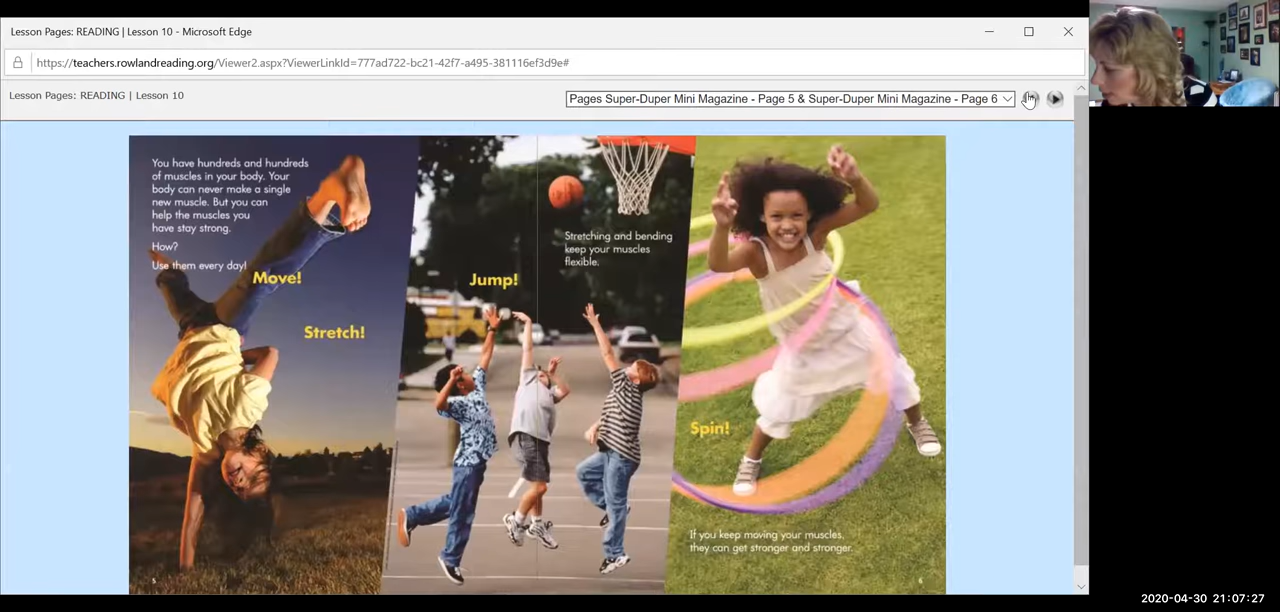 Lesson Pages: READING | Lesson 10 - Microsoft Edge
https://teachers.rowlandreading.org/Viewer2.aspx?ViewerLinkId=777ad722-bc21-42f7-a495-381116ef3d9e#
Lesson Pages: READING | Lesson 10
Pages Super-Duper Mini Magazine - Page 5 & Super-Duper Mini Magazine - Page 6
You have hundreds and hundreds
of muscles in your body. Your
body can never make a single
new muscle. But you can
help the muscles you
have stay strong.
How?
Use them every day!
Move!
Stretch!
Jump!
Stretching and bending
keep your muscles
flexible.
Spin!
If you keep moving your muscles,
they can get stronger and stronger.
5
6
2020-04-30 21:07:27